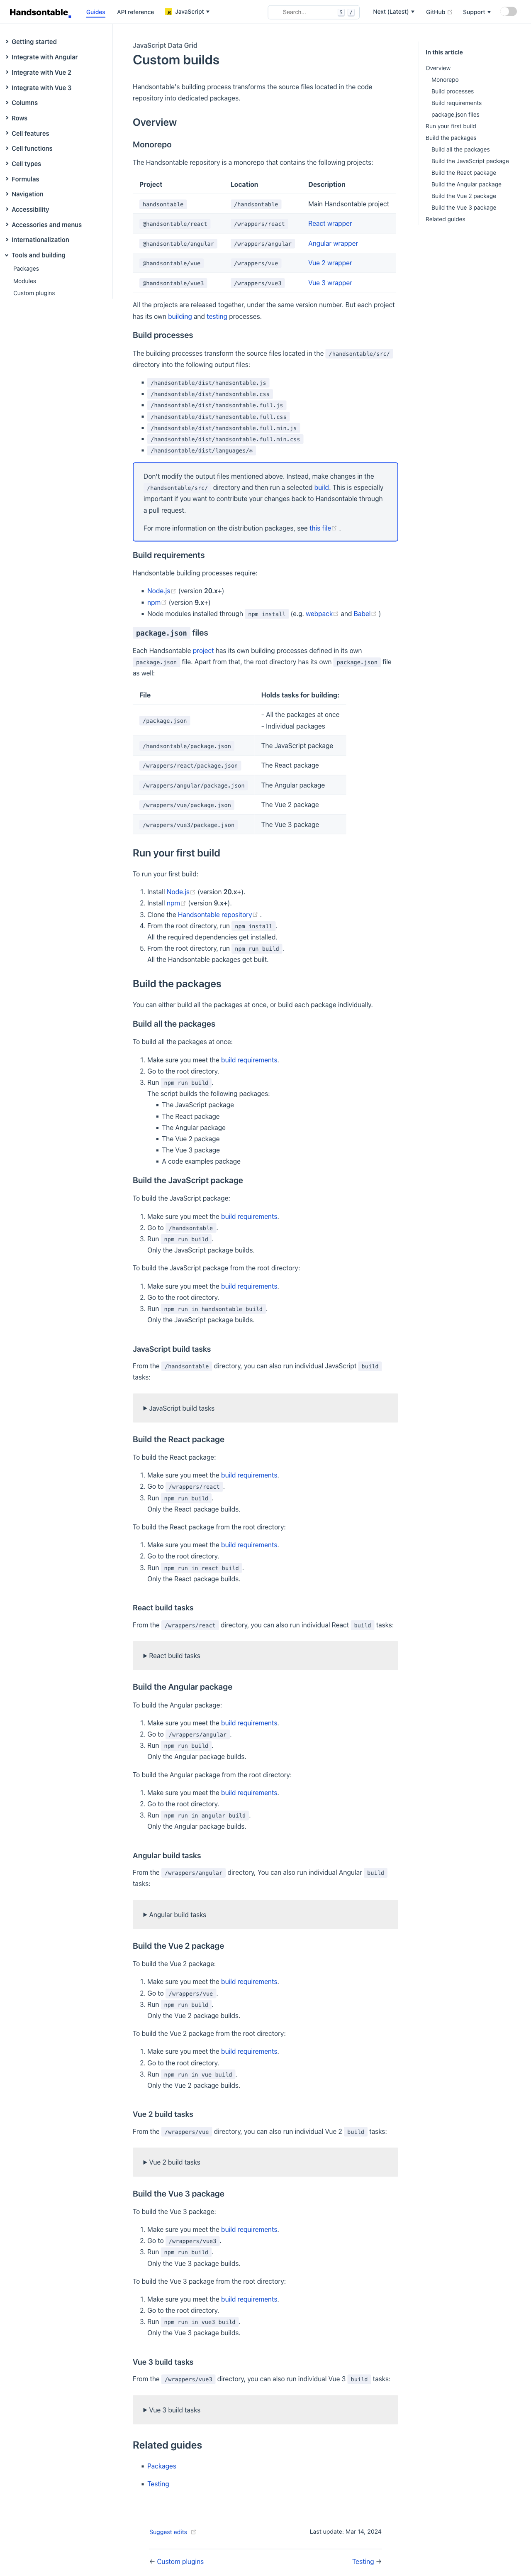 Handsontable
Guides
API reference
JS JavaScript
Search...
S /
Next (Latest)
GitHub
Support
Getting started
Integrate with Angular
Integrate with Vue 2
Integrate with Vue 3
Columns
Rows
Cell features
Cell functions
Cell types
Formulas
Navigation
Accessibility
Accessories and menus
Internationalization
Tools and building
Packages
Modules
Custom plugins
JavaScript Data Grid
Custom builds
Handsontable's building process transforms the source files located in the code
repository into dedicated packages.
Overview
Monorepo
The Handsontable repository is a monorepo that contains the following projects:
Project Location Description
handsontable /handsontable Main Handsontable project
@handsontable/react /wrappers/react React wrapper
@handsontable/angular /wrappers/angular Angular wrapper
@handsontable/vue /wrappers/vue Vue 2 wrapper
@handsontable/vue3 /wrappers/vue3 Vue 3 wrapper
All the projects are released together, under the same version number. But each project
has its own building and testing processes.
Build processes
The building processes transform the source files located in the /handsontable/src/
directory into the following output files:
• /handsontable/dist/handsontable.js
• /handsontable/dist/handsontable.css
• /handsontable/dist/handsontable.full.js
• /handsontable/dist/handsontable.full.css
• /handsontable/dist/handsontable.full.min.js
• /handsontable/dist/handsontable.full.min.css
• /handsontable/dist/languages/*
Don't modify the output files mentioned above. Instead, make changes in the
/handsontable/src/ directory and then run a selected build. This is especially
important if you want to contribute your changes back to Handsontable through
a pull request.
For more information on the distribution packages, see this file .
Build requirements
Handsontable building processes require:
• Node.js (version 20.x+)
• npm (version 9.x+)
• Node modules installed through npm install (e.g. webpack and Babel )
package.json files
Each Handsontable project has its own building processes defined in its own
package.json file. Apart from that, the root directory has its own package.json file
as well:
File Holds tasks for building:
/package.json - All the packages at once
- Individual packages
/handsontable/package.json The JavaScript package
/wrappers/react/package.json The React package
/wrappers/angular/package.json The Angular package
/wrappers/vue/package.json The Vue 2 package
/wrappers/vue3/package.json The Vue 3 package
Run your first build
To run your first build:
1. Install Node.js (version 20.x+).
2. Install npm (version 9.x+).
3. Clone the Handsontable repository .
4. From the root directory, run npm install.
All the required dependencies get installed.
5. From the root directory, run npm run build.
All the Handsontable packages get built.
Build the packages
You can either build all the packages at once, or build each package individually.
Build all the packages
To build all the packages at once:
1. Make sure you meet the build requirements.
2. Go to the root directory.
3. Run npm run build.
The script builds the following packages:
• The JavaScript package
• The React package
• The Angular package
• The Vue 2 package
• The Vue 3 package
• A code examples package
Build the JavaScript package
To build the JavaScript package:
1. Make sure you meet the build requirements.
2. Go to /handsontable.
3. Run npm run build.
Only the JavaScript package builds.
To build the JavaScript package from the root directory:
1. Make sure you meet the build requirements.
2. Go to the root directory.
3. Run npm run in handsontable build.
Only the JavaScript package builds.
JavaScript build tasks
From the /handsontable directory, you can also run individual JavaScript build
tasks:
JavaScript build tasks
Build the React package
To build the React package:
1. Make sure you meet the build requirements.
2. Go to /wrappers/react.
3. Run npm run build.
Only the React package builds.
To build the React package from the root directory:
1. Make sure you meet the build requirements.
2. Go to the root directory.
3. Run npm run in react build.
Only the React package builds.
React build tasks
From the /wrappers/react directory, you can also run individual React build tasks:
React build tasks
Build the Angular package
To build the Angular package:
1. Make sure you meet the build requirements.
2. Go to /wrappers/angular.
3. Run npm run build.
Only the Angular package builds.
To build the Angular package from the root directory:
1. Make sure you meet the build requirements.
2. Go to the root directory.
3. Run npm run in angular build.
Only the Angular package builds.
Angular build tasks
From the /wrappers/angular directory, You can also run individual Angular build
tasks:
Angular build tasks
Build the Vue 2 package
To build the Vue 2 package:
1. Make sure you meet the build requirements.
2. Go to /wrappers/vue.
3. Run npm run build.
Only the Vue 2 package builds.
To build the Vue 2 package from the root directory:
1. Make sure you meet the build requirements.
2. Go to the root directory.
3. Run npm run in vue build.
Only the Vue 2 package builds.
Vue 2 build tasks
From the /wrappers/vue directory, you can also run individual Vue 2 build tasks:
Vue 2 build tasks
Build the Vue 3 package
To build the Vue 3 package:
1. Make sure you meet the build requirements.
2. Go to /wrappers/vue3.
3. Run npm run build.
Only the Vue 3 package builds.
To build the Vue 3 package from the root directory:
1. Make sure you meet the build requirements.
2. Go to the root directory.
3. Run npm run in vue3 build.
Only the Vue 3 package builds.
Vue 3 build tasks
From the /wrappers/vue3 directory, you can also run individual Vue 3 build tasks:
Vue 3 build tasks
Related guides
• Packages
• Testing
Suggest edits
Last update: Mar 14, 2024
← Custom plugins
Testing →
In this article
Overview
Monorepo
Build processes
Build requirements
package.json files
Run your first build
Build the packages
Build all the packages
Build the JavaScript package
Build the React package
Build the Angular package
Build the Vue 2 package
Build the Vue 3 package
Related guides